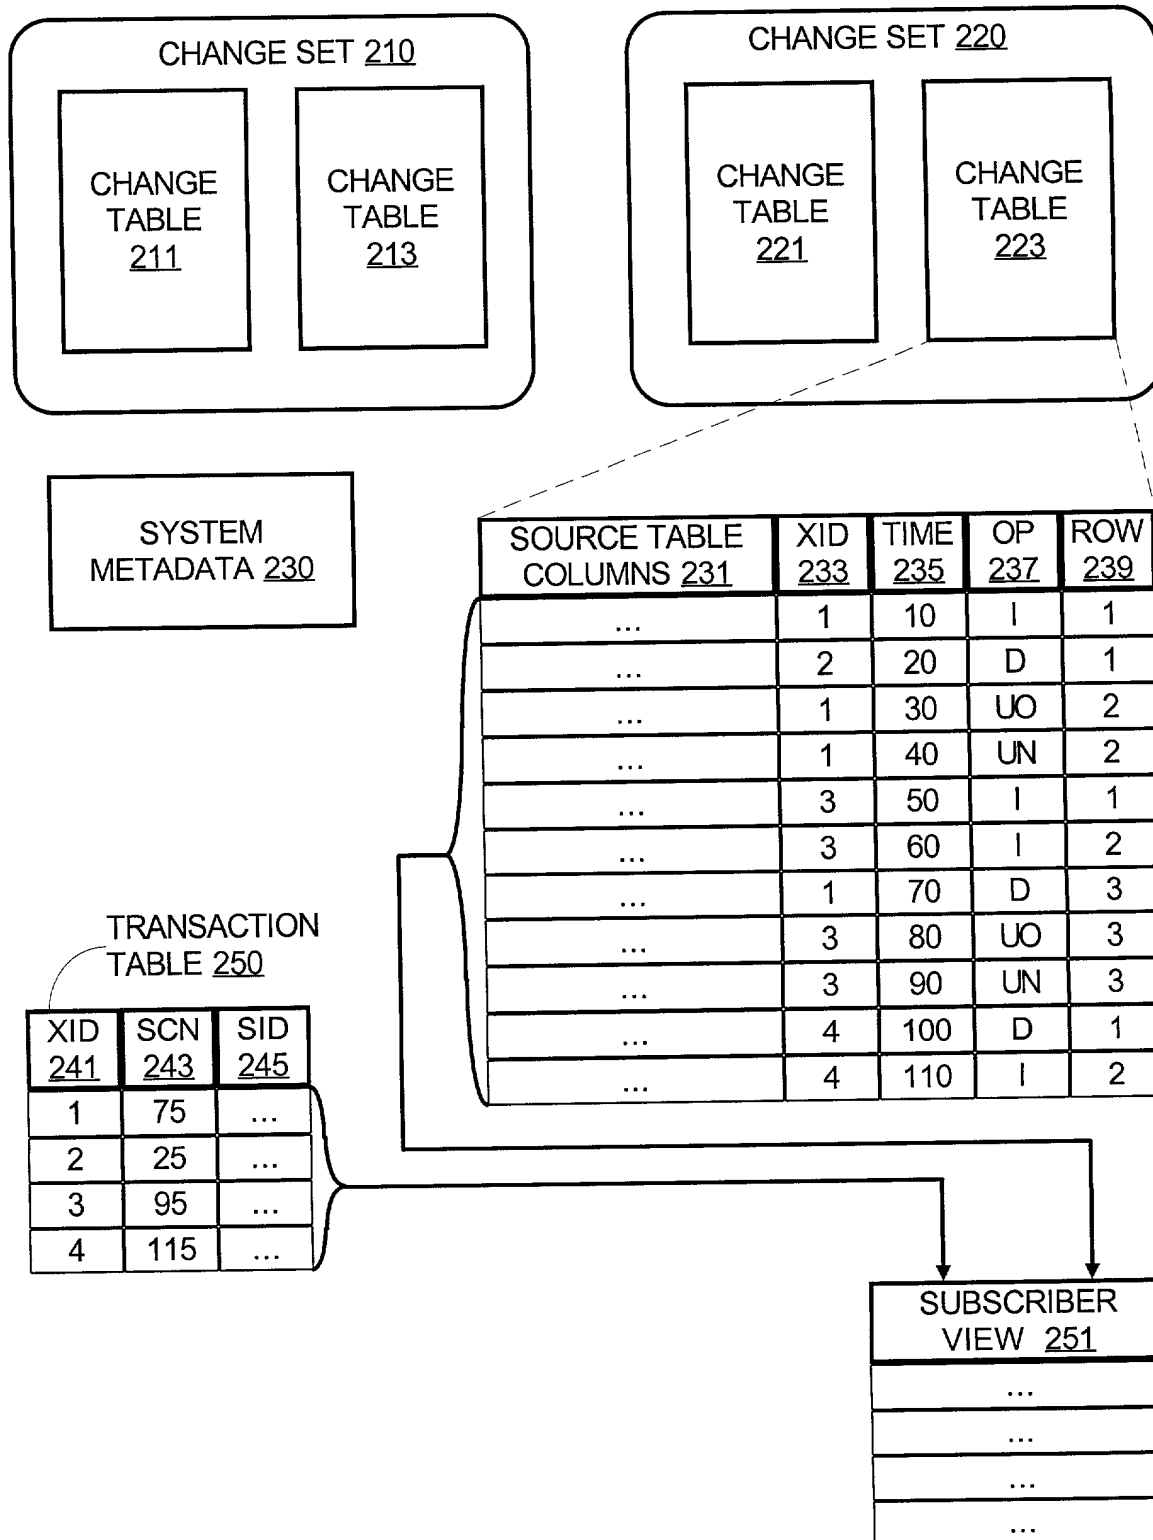 CHANGE SET 210
CHANGE
TABLE
211
CHANGE
TABLE
213
CHANGE SET 220
CHANGE
TABLE
221
CHANGE
TABLE
223
SYSTEM
METADATA 230
SOURCE TABLE COLUMNS 231 XID 233 TIME 235 OP 237 ROW 239
... 1 10 I 1
... 2 20 D 1
... 1 30 UO 2
... 1 40 UN 2
... 3 50 I 1
... 3 60 I 2
... 1 70 D 3
... 3 80 UO 3
... 3 90 UN 3
... 4 100 D 1
... 4 110 I 2
TRANSACTION
TABLE 250
XID 241 SCN 243 SID 245
1 75 ...
2 25 ...
3 95 ...
4 115 ...
SUBSCRIBER
VIEW 251
...
...
...
...